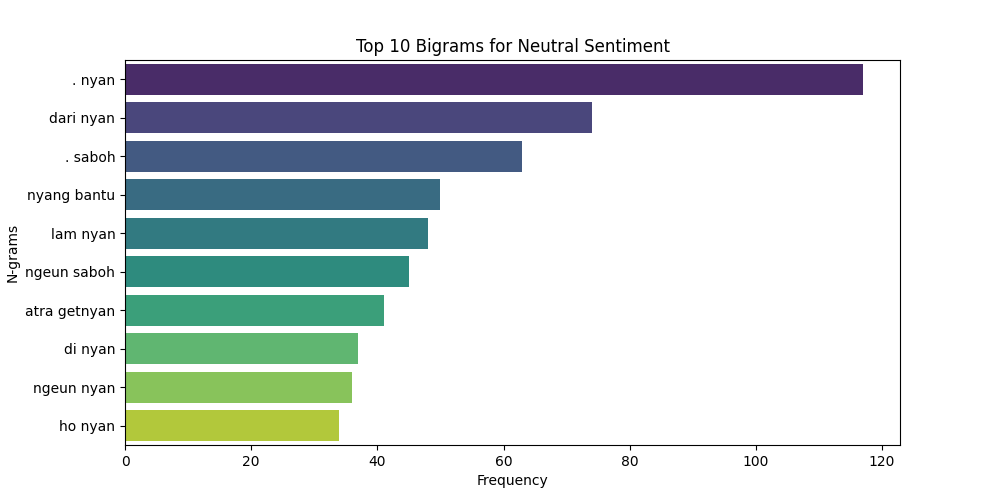 Top 10 Bigrams for Neutral Sentiment
N-grams
. nyan
dari nyan
. saboh
nyang bantu
lam nyan
ngeun saboh
atra getnyan
di nyan
ngeun nyan
ho nyan
0 20 40 60 80 100 120
Frequency